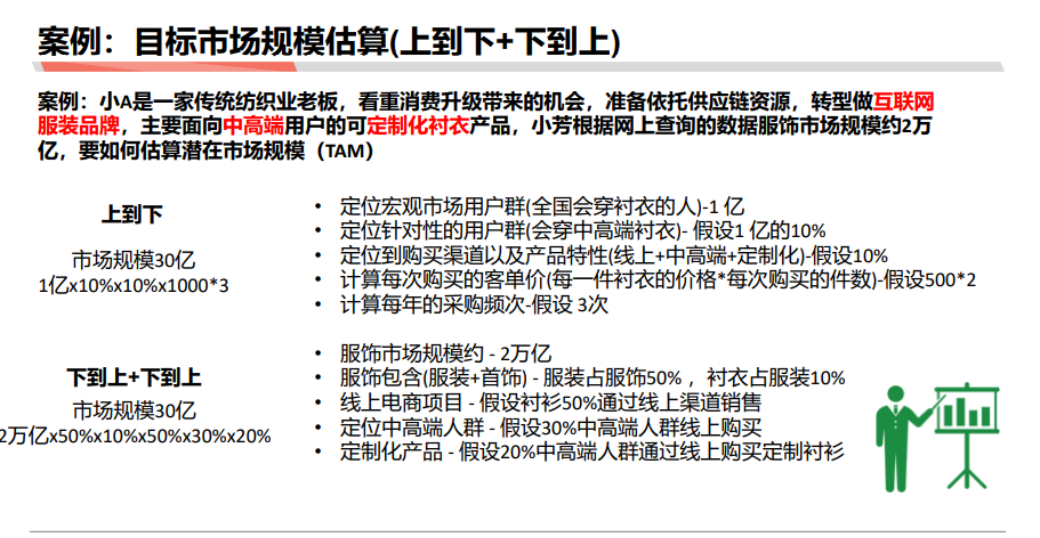 案例：目标市场规模估算(上到下+下到上)
案例：小A是一家传统纺织业老板，看重消费升级带来的机会，准备依托供应链资源，转型做互联网
服装品牌，主要面向中高端用户的可定制化衬衣产品，小芳根据网上查询的数据服饰市场规模约2万
亿，要如何估算潜在市场规模（TAM）
上到下
市场规模30亿
1亿x10%x10%x1000*3
• 定位宏观市场用户群(全国会穿衬衣的人)-1 亿
• 定位针对性的用户群(会穿中高端衬衣)- 假设1 亿的10%
• 定位到购买渠道以及产品特性(线上+中高端+定制化)-假设10%
• 计算每次购买的客单价(每一件衬衣的价格*每次购买的件数)-假设500*2
• 计算每年的采购频次-假设 3次
下到上+下到上
市场规模30亿
2万亿x50%x10%x50%x30%x20%
• 服饰市场规模约 - 2万亿
• 服饰包含(服装+首饰) - 服装占服饰50% ，衬衣占服装10%
• 线上电商项目 - 假设衬衫50%通过线上渠道销售
• 定位中高端人群 - 假设30%中高端人群线上购买
• 定制化产品 - 假设20%中高端人群通过线上购买定制衬衫